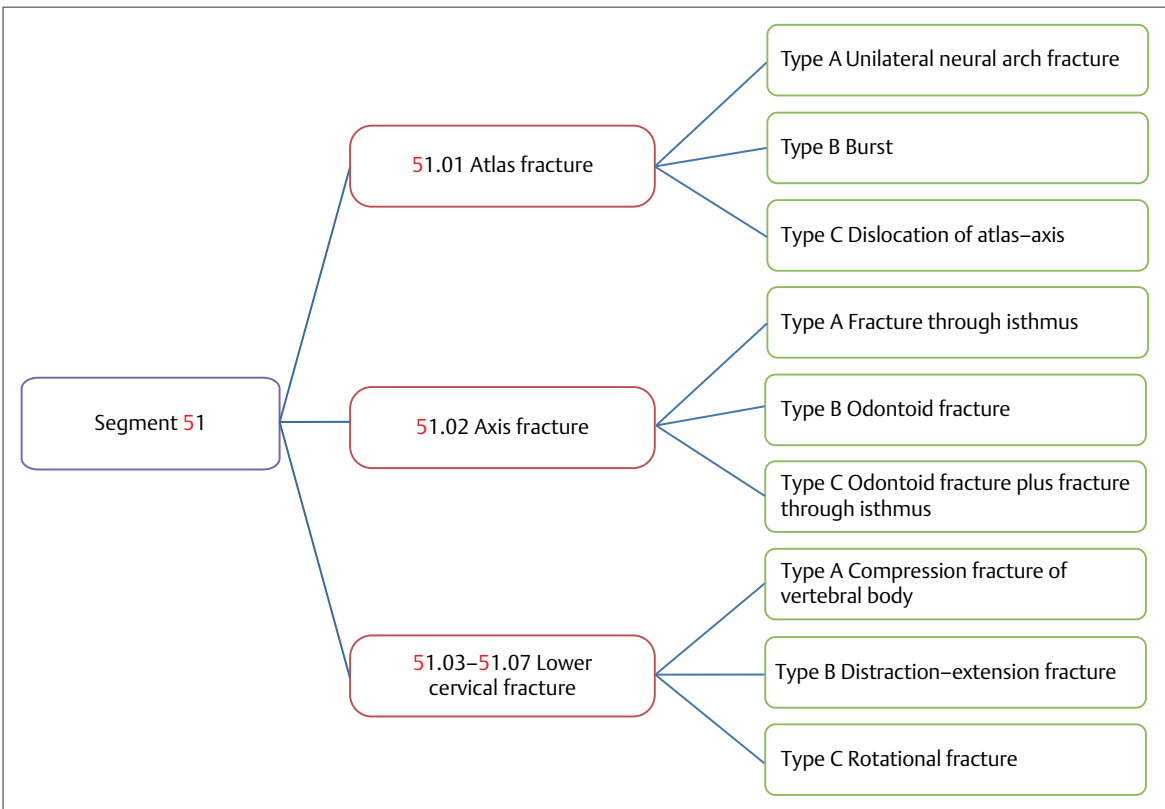 Segment 51
51.01 Atlas fracture
Type A Unilateral neural arch fracture
Type B Burst
Type C Dislocation of atlas–axis
51.02 Axis fracture
Type A Fracture through isthmus
Type B Odontoid fracture
Type C Odontoid fracture plus fracture
through isthmus
51.03–51.07 Lower
cervical fracture
Type A Compression fracture of
vertebral body
Type B Distraction–extension fracture
Type C Rotational fracture